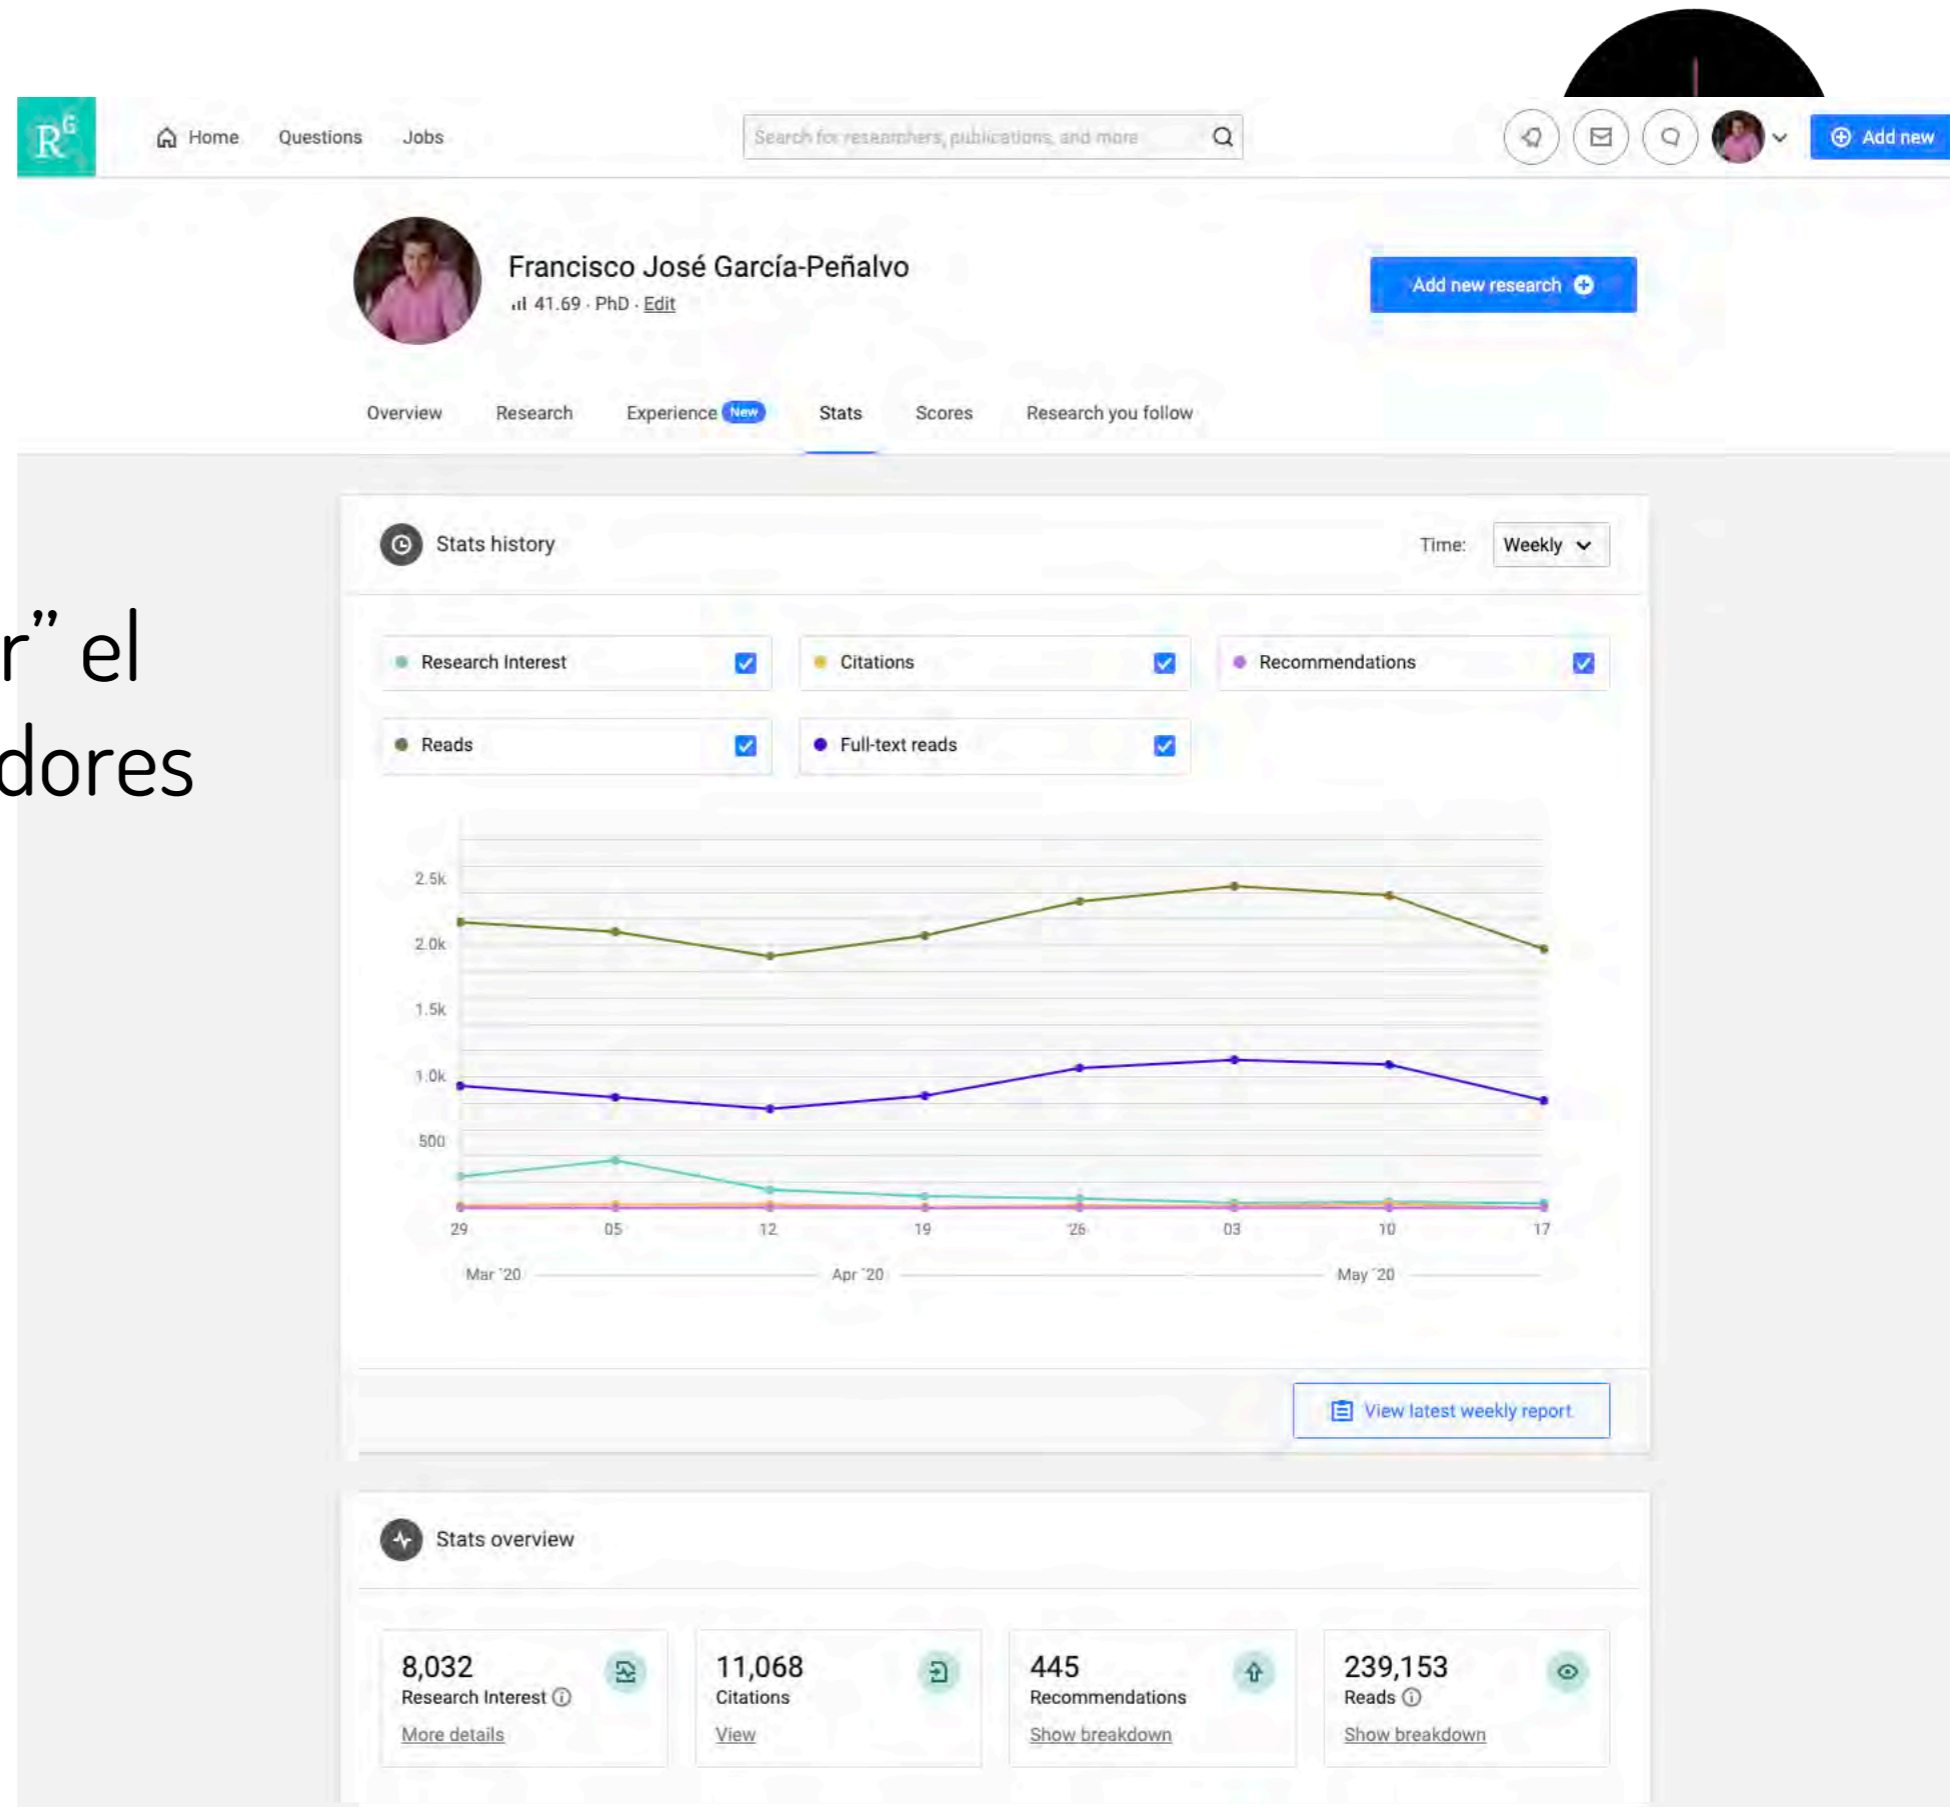 RG Home Questions Jobs Search for researchers, publications, and more Add new
Francisco José García-Peñalvo
41.69 · PhD · Edit
Add new research
Overview Research Experience New Stats Scores Research you follow
Stats history Time: Weekly
r” el
dores
Research Interest Citations Recommendations
Reads Full-text reads
2.5k
2.0k
1.5k
1.0k
500
29 05 12 19 26 03 10 17
Mar ´20 Apr ´20 May ´20
View latest weekly report
Stats overview
8,032 11,068 445 239,153
Research Interest Citations Recommendations Reads
More details View Show breakdown Show breakdown